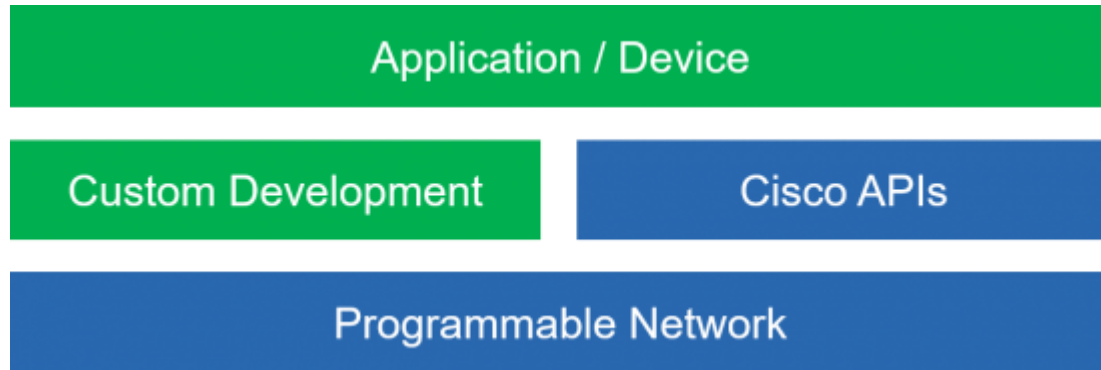 Application / Device
Custom Development
Cisco APIs
Programmable Network